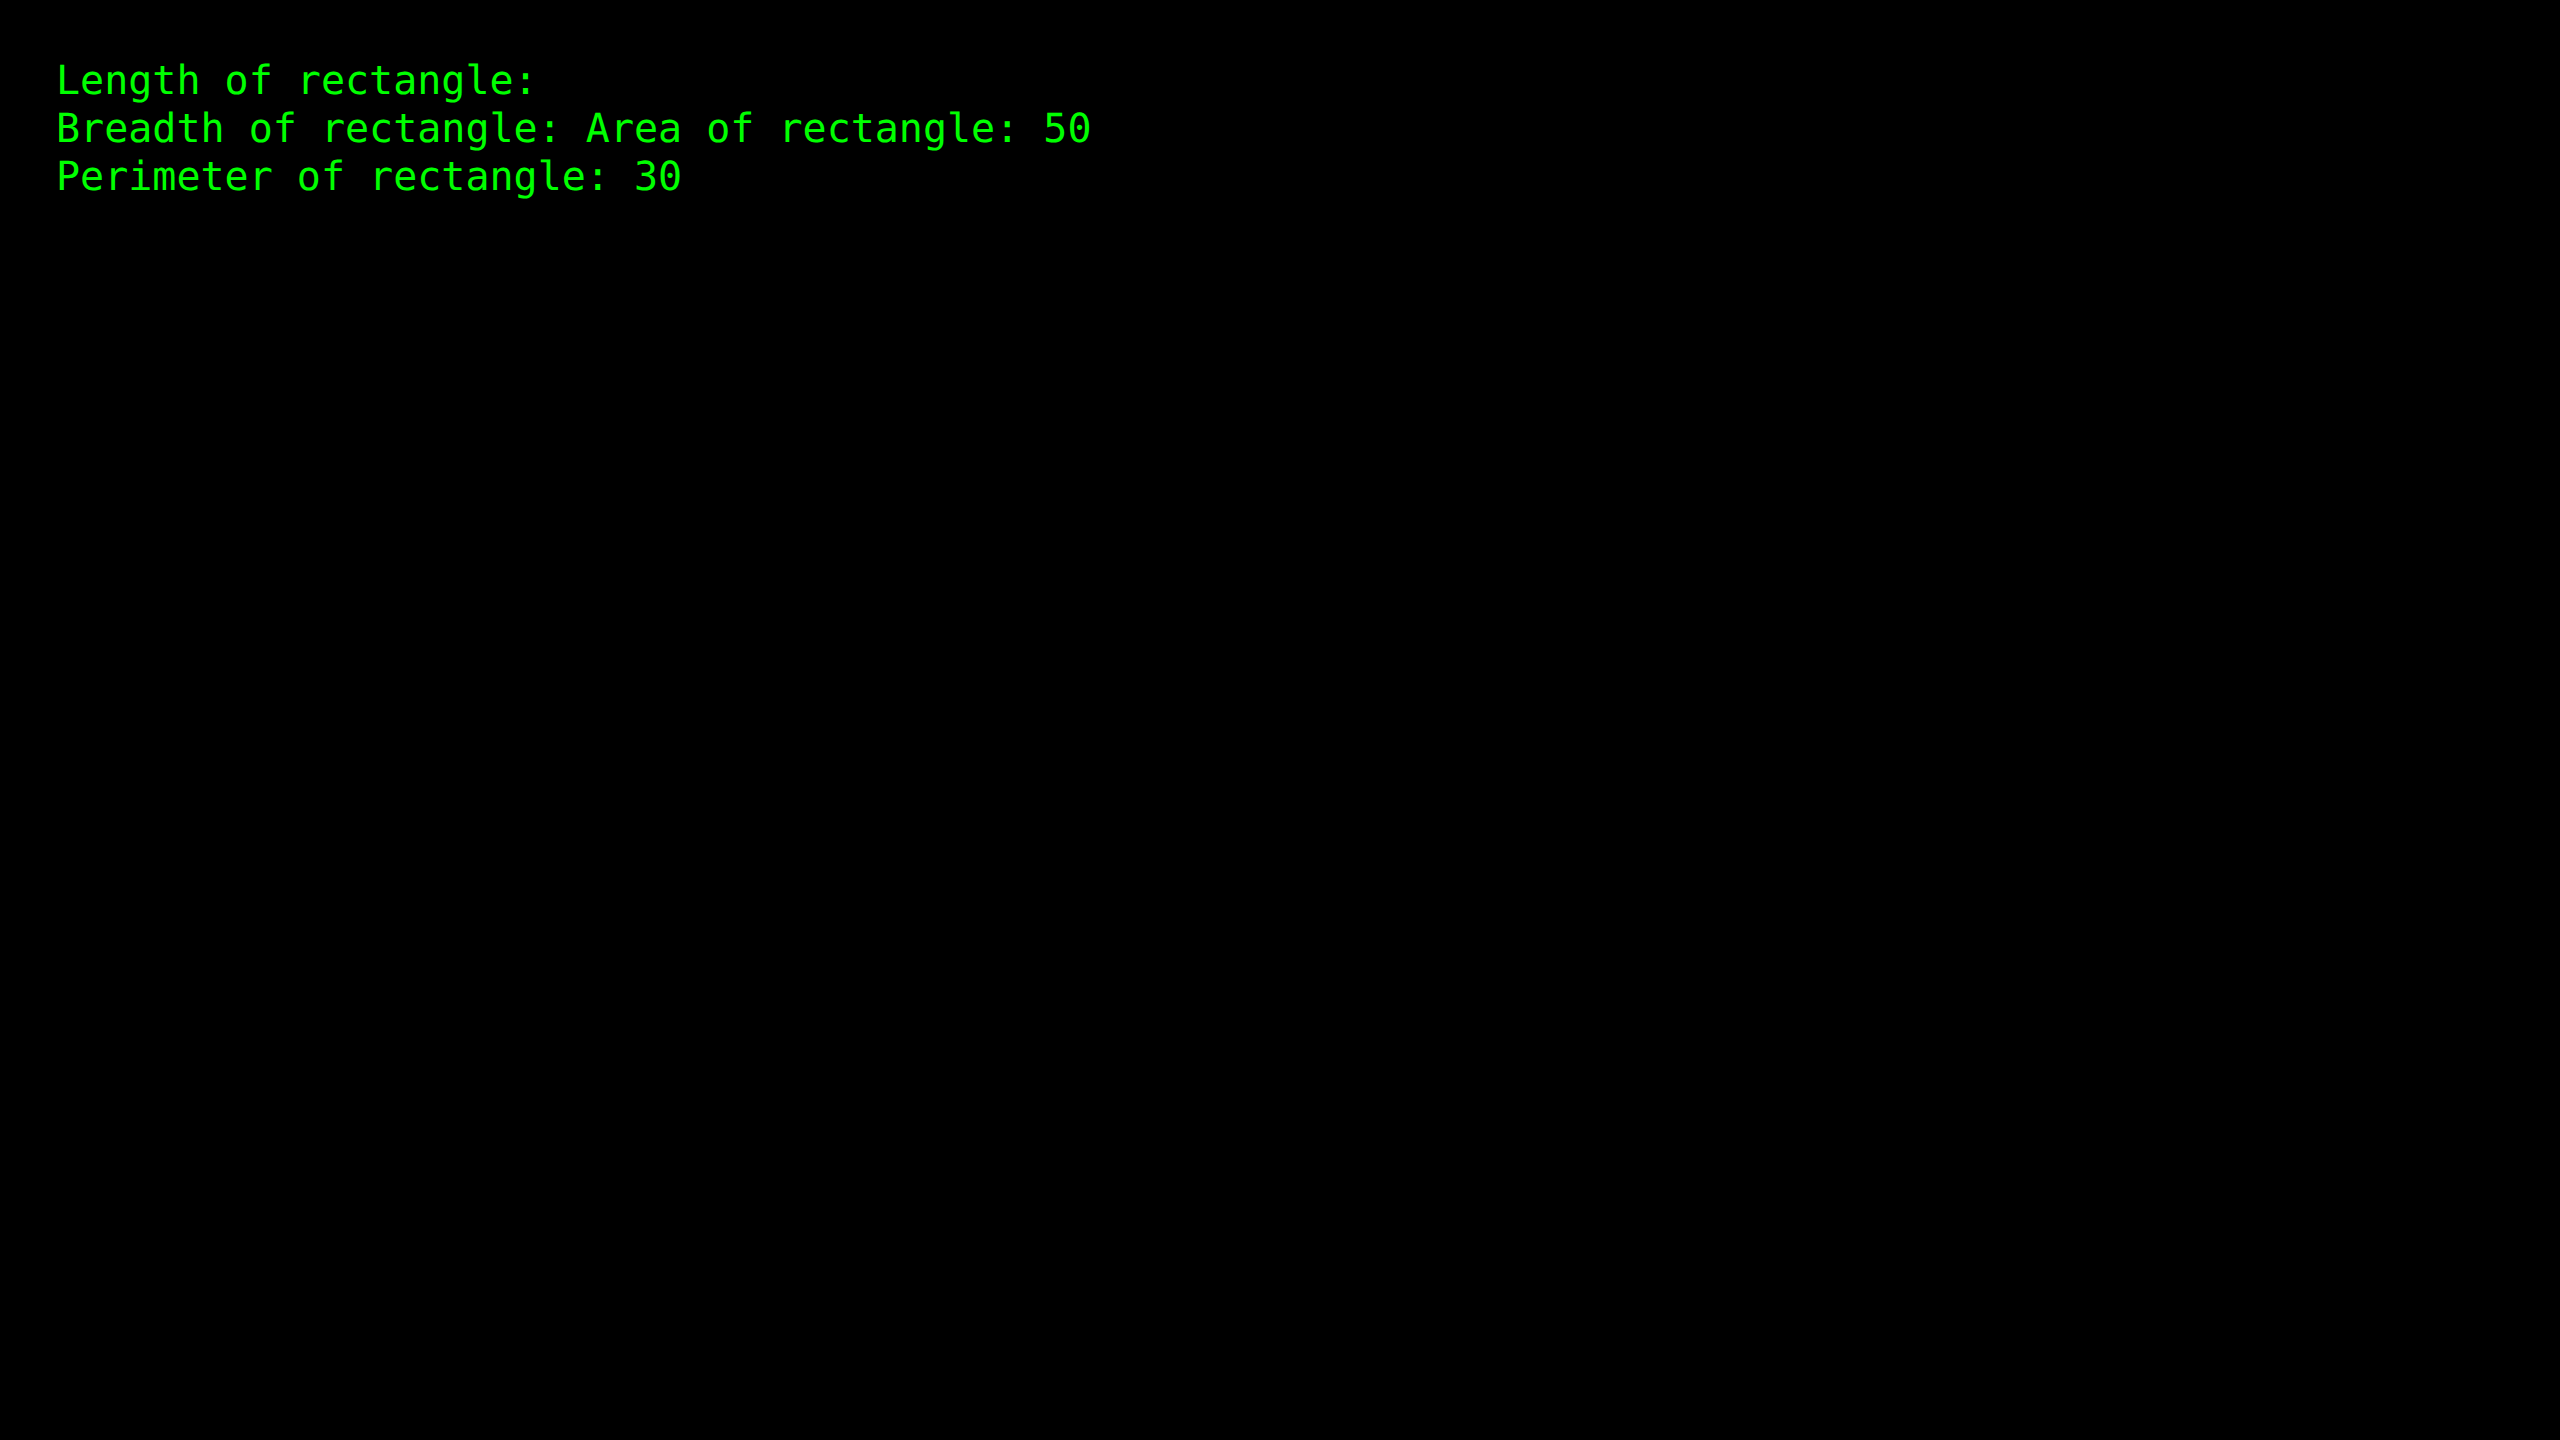 Length of rectangle:
Breadth of rectangle: Area of rectangle: 50
Perimeter of rectangle: 30